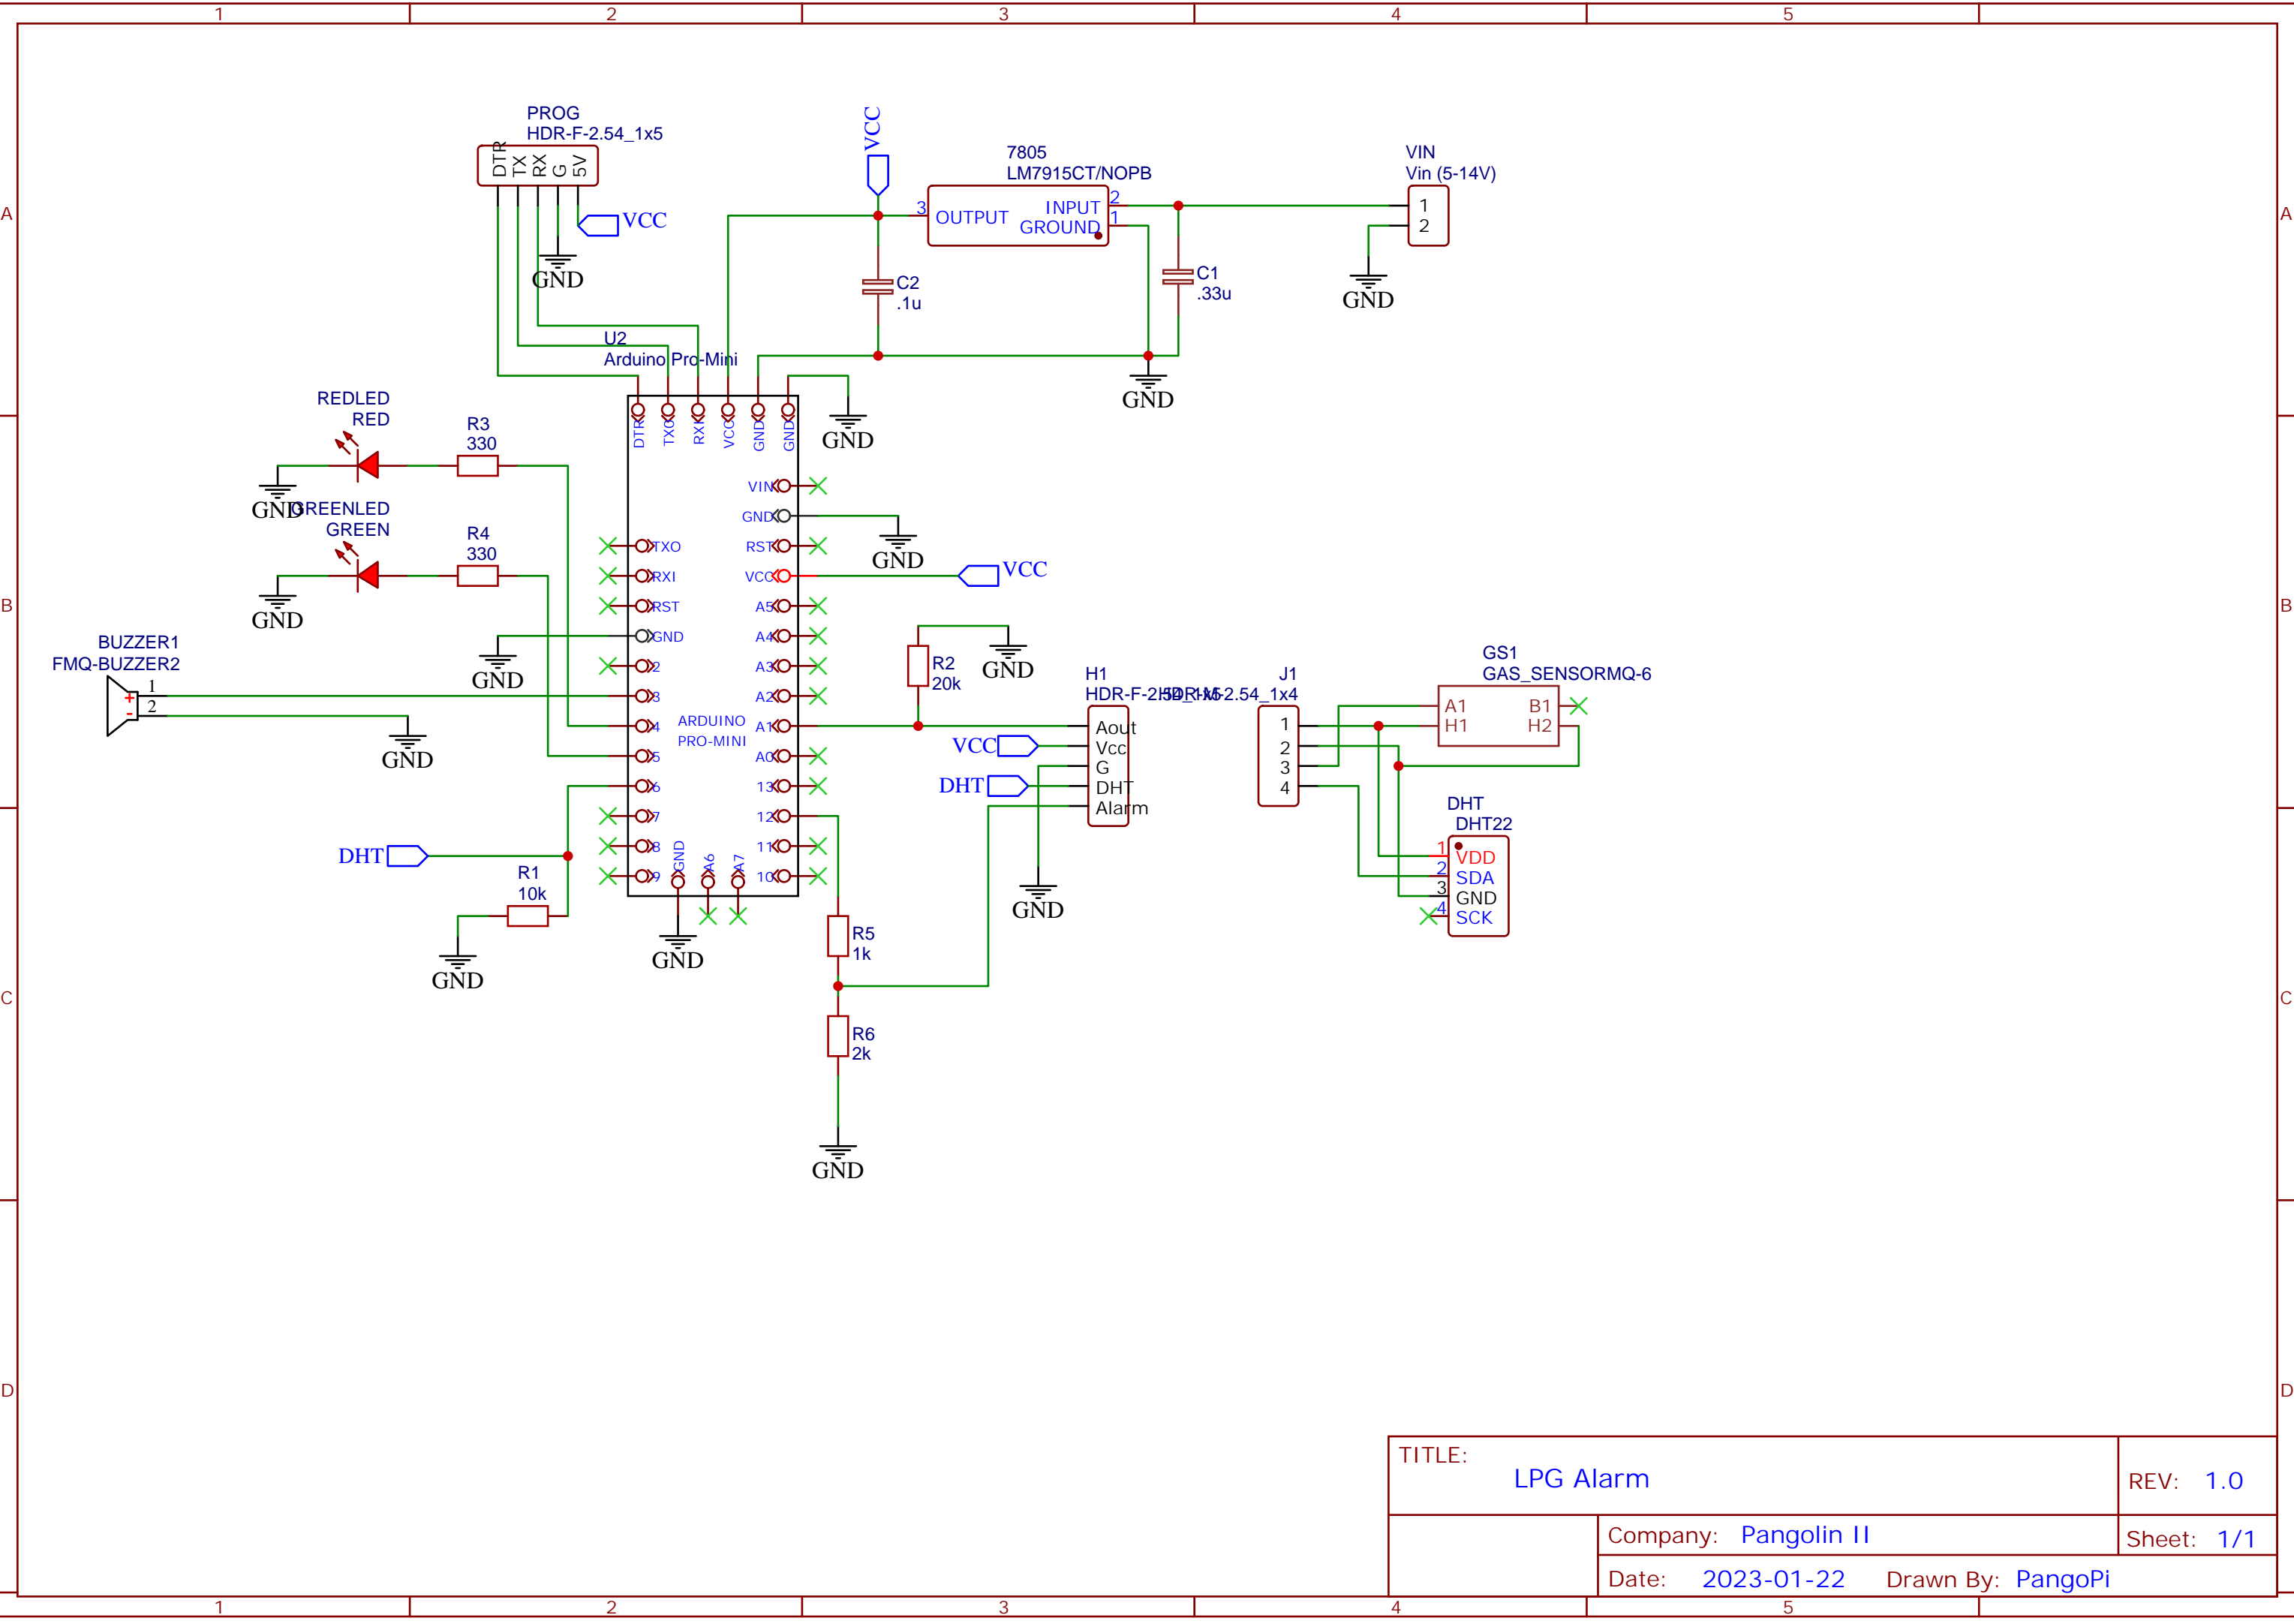 1 2 3 4 5
A
A
B
B
C
C
D
D
1 2 3 4 5
PROG
HDR-F-2.54_1x5
DTR
TX
RX
G
5V
VCC
GND
VCC
7805
LM7915CT/NOPB
3 OUTPUT
INPUT 2
GROUND 1
VIN
Vin (5-14V)
1
2
GND
C2
.1u
C1
.33u
GND
U2
Arduino Pro-Mini
DTR
TXO
RXI
VCC
GND
GND
GND
REDLED
RED
R3
330
GND
GREENLED
GREEN
R4
330
GND
BUZZER1
FMQ-BUZZER2
+ 1
- 2
GND
GND
TXO
RXI
RST
GND
2
3
4
5
6
7
8
9
ARDUINO
PRO-MINI
VIN
GND
RST
VCC
A5
A4
A3
A2
A1
A0
13
12
11
10
GND
A6
A7
GND
VCC
GND
DHT
R1
10k
GND
R2
20k
GND
H1
HDR-F-2.54_1x5
Aout
Vcc
G
DHT
Alarm
VCC
DHT
GND
R5
1k
R6
2k
GND
J1
HDR-M-2.54_1x4
1
2
3
4
GS1
GAS_SENSORMQ-6
A1 B1
H1 H2
DHT
DHT22
1 VDD
2 SDA
3 GND
4 SCK
TITLE:
LPG Alarm
REV: 1.0
Company: Pangolin II
Sheet: 1/1
Date: 2023-01-22 Drawn By: PangoPi